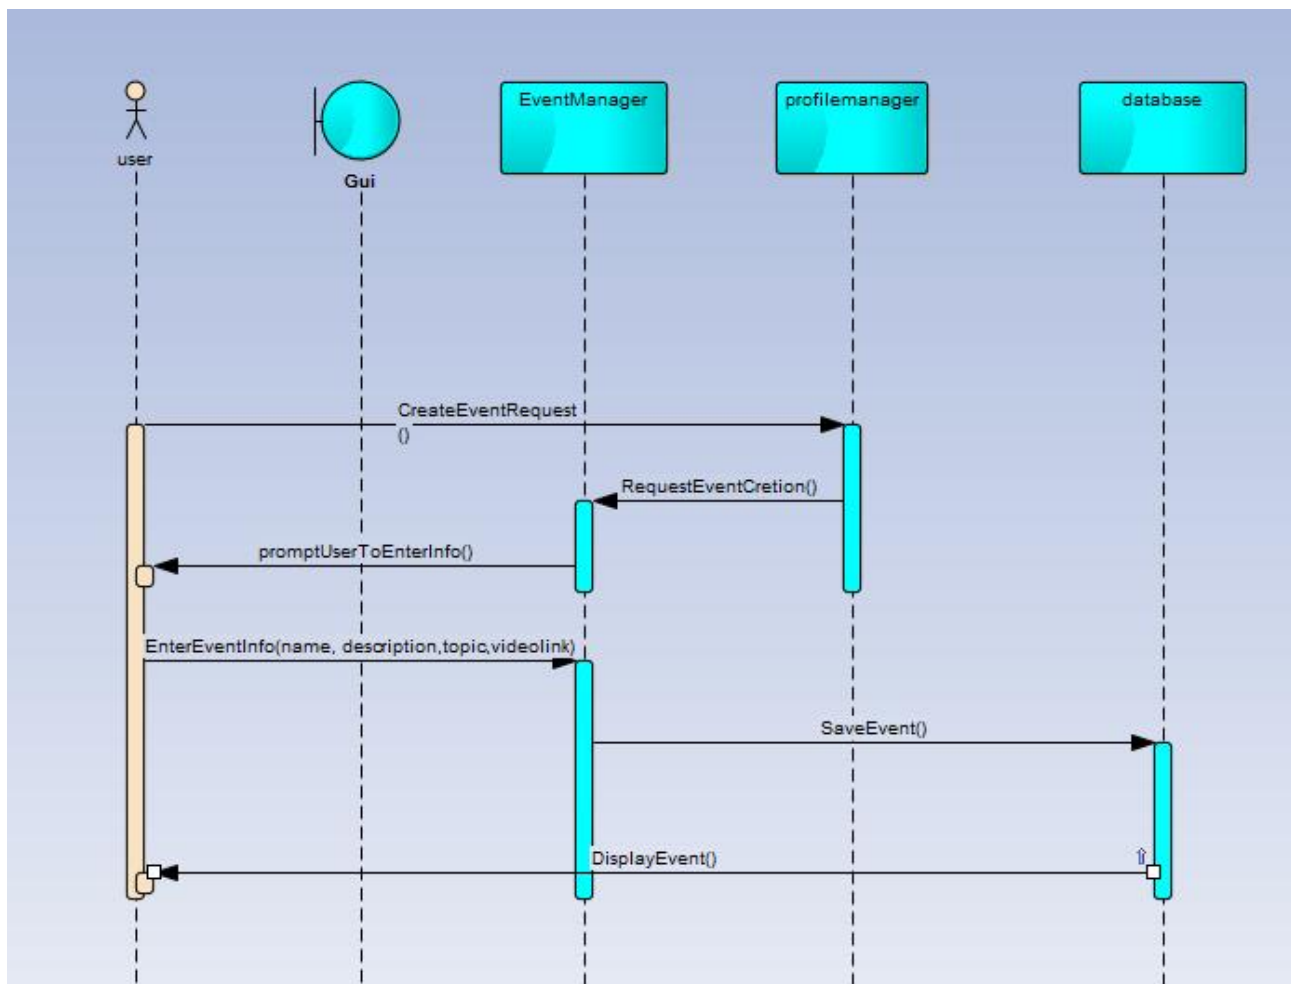 user
Gui
EventManager
profilemanager
database
CreateEventRequest
()
RequestEventCretion()
promptUserToEnterInfo()
EnterEventInfo(name, description,topic,videolink)
SaveEvent()
DisplayEvent()